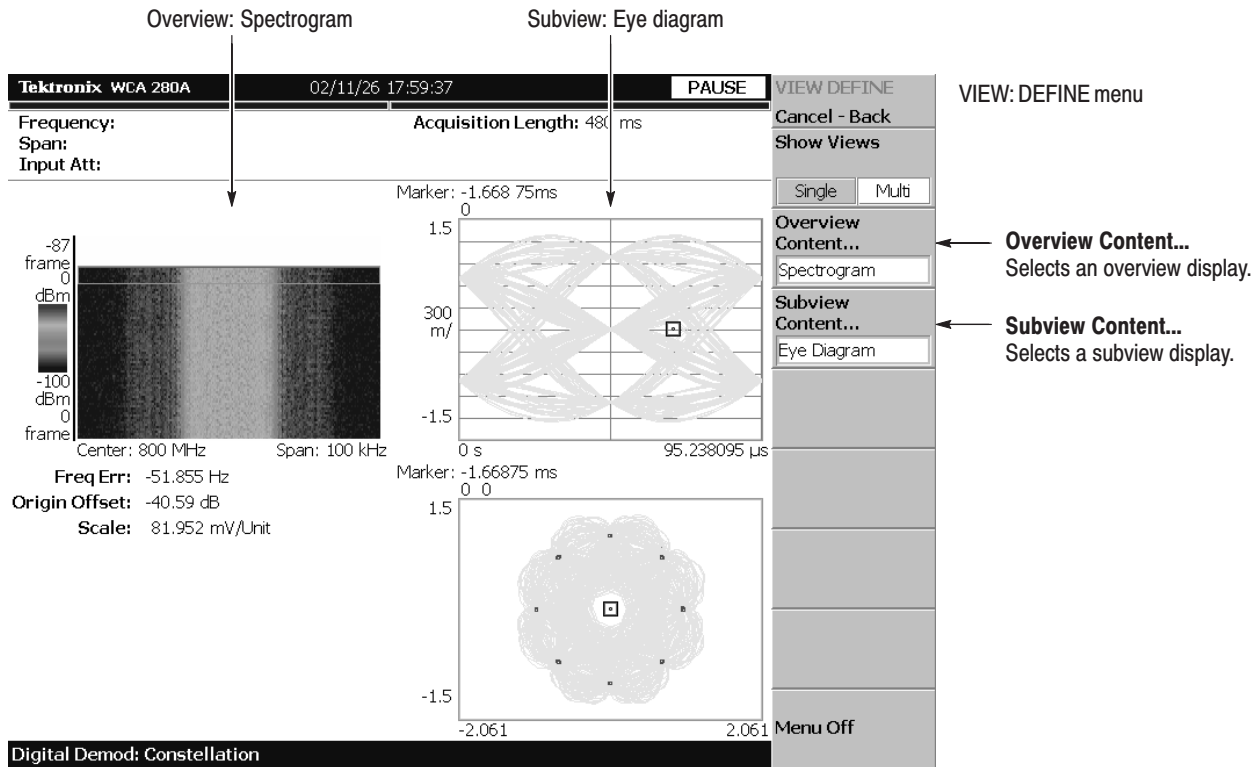 Overview: Spectrogram
Subview: Eye diagram
Tektronix WCA 280A
02/11/26 17:59:37
PAUSE
VIEW DEFINE
VIEW: DEFINE menu
Frequency:
Span:
Input Att:
Acquisition Length: 480 ms
Cancel - Back
Show Views
Single
Multi
Overview
Content...
Spectrogram
Overview Content...
Selects an overview display.
Subview
Content...
Eye Diagram
Subview Content...
Selects a subview display.
-87
frame
0
dBm
-100
dBm
0
frame
Center: 800 MHz
Span: 100 kHz
Freq Err: -51.855 Hz
Origin Offset: -40.59 dB
Scale: 81.952 mV/Unit
Marker: -1.668 75ms
0
1.5
300
m/
-1.5
0 s
95.238095 µs
Marker: -1.66875 ms
0 0
1.5
-1.5
-2.061
2.061
Menu Off
Digital Demod: Constellation